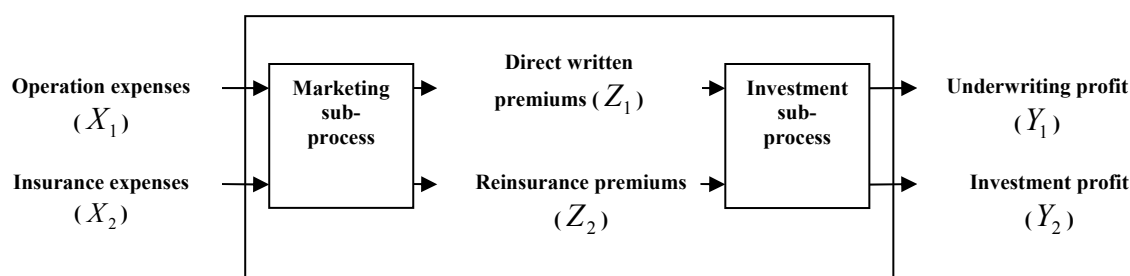 Operation expenses
( X₁ )
Insurance expenses
( X₂ )
Marketing
sub-
process
Direct written
premiums ( Z₁ )
Reinsurance premiums
( Z₂ )
Investment
sub-
process
Underwriting profit
( Y₁ )
Investment profit
( Y₂ )